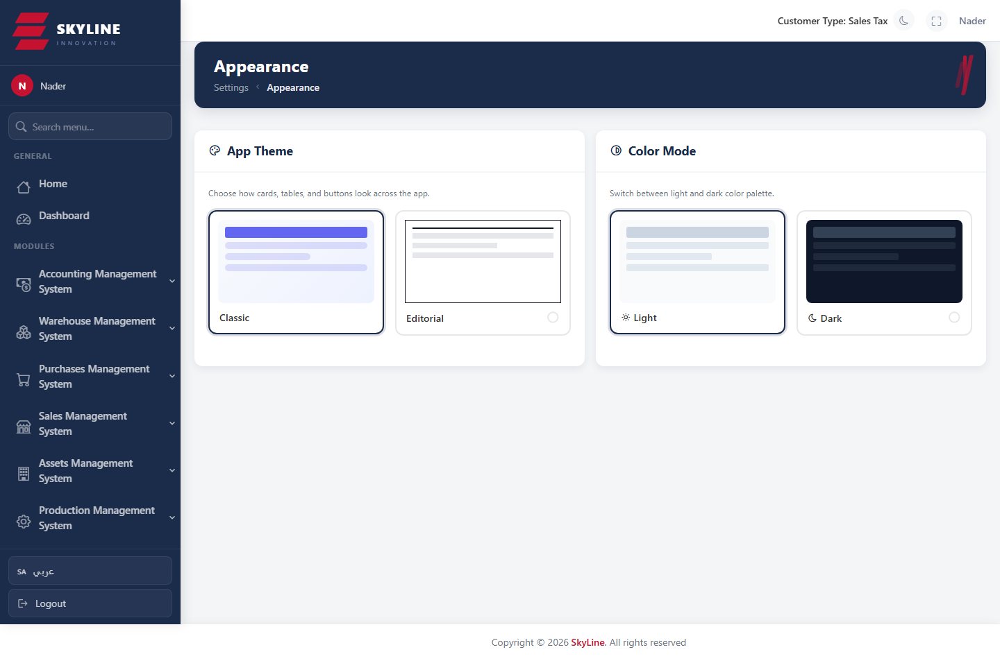 SKYLINE
INNOVATION
N Nader
Search menu...
GENERAL
Home
Dashboard
MODULES
Accounting Management
System
Warehouse Management
System
Purchases Management
System
Sales Management
System
Assets Management
System
Production Management
System
SA عربي
Logout
Customer Type: Sales Tax
Nader
Appearance
Settings ‹ Appearance
App Theme
Choose how cards, tables, and buttons look across the app.
Classic
Editorial
Color Mode
Switch between light and dark color palette.
Light
Dark
Copyright © 2026 SkyLine. All rights reserved